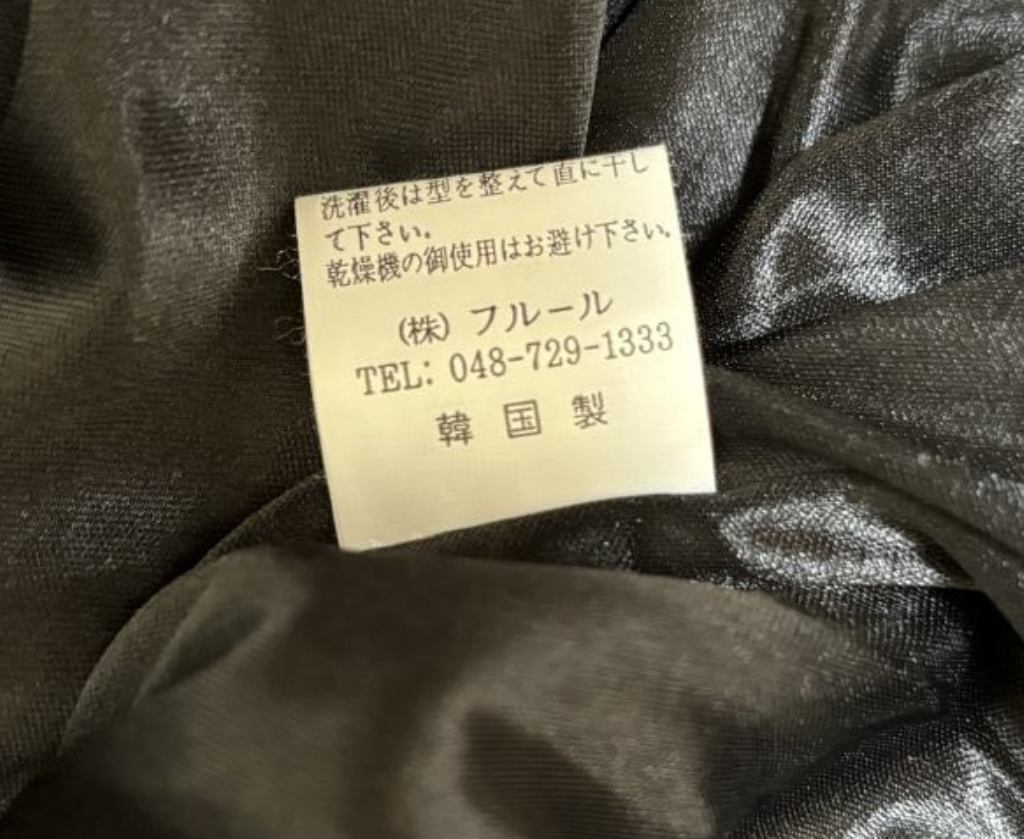 洗濯後は型を整えて直に干し
て下さい。
乾燥機の御使用はお避け下さい。
(株) フルール
TEL: 048-729-1333
韓国製